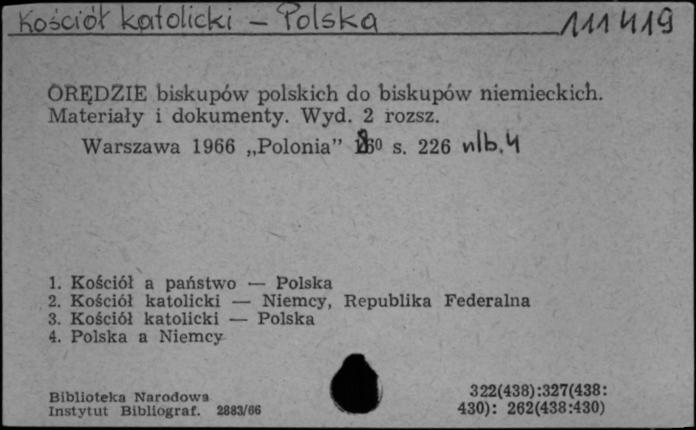 Kościół katolicki – Polska 111419
ORĘDZIE biskupów polskich do biskupów niemieckich.
Materiały i dokumenty. Wyd. 2 rozsz.
Warszawa 1966 „Polonia” 8⁰ s. 226 nlb. 4
1. Kościół a państwo — Polska
2. Kościół katolicki — Niemcy, Republika Federalna
3. Kościół katolicki — Polska
4. Polska a Niemcy
Biblioteka Narodowa 322(438):327(438:
Instytut Bibliograf. 2883/66 430): 262(438:430)